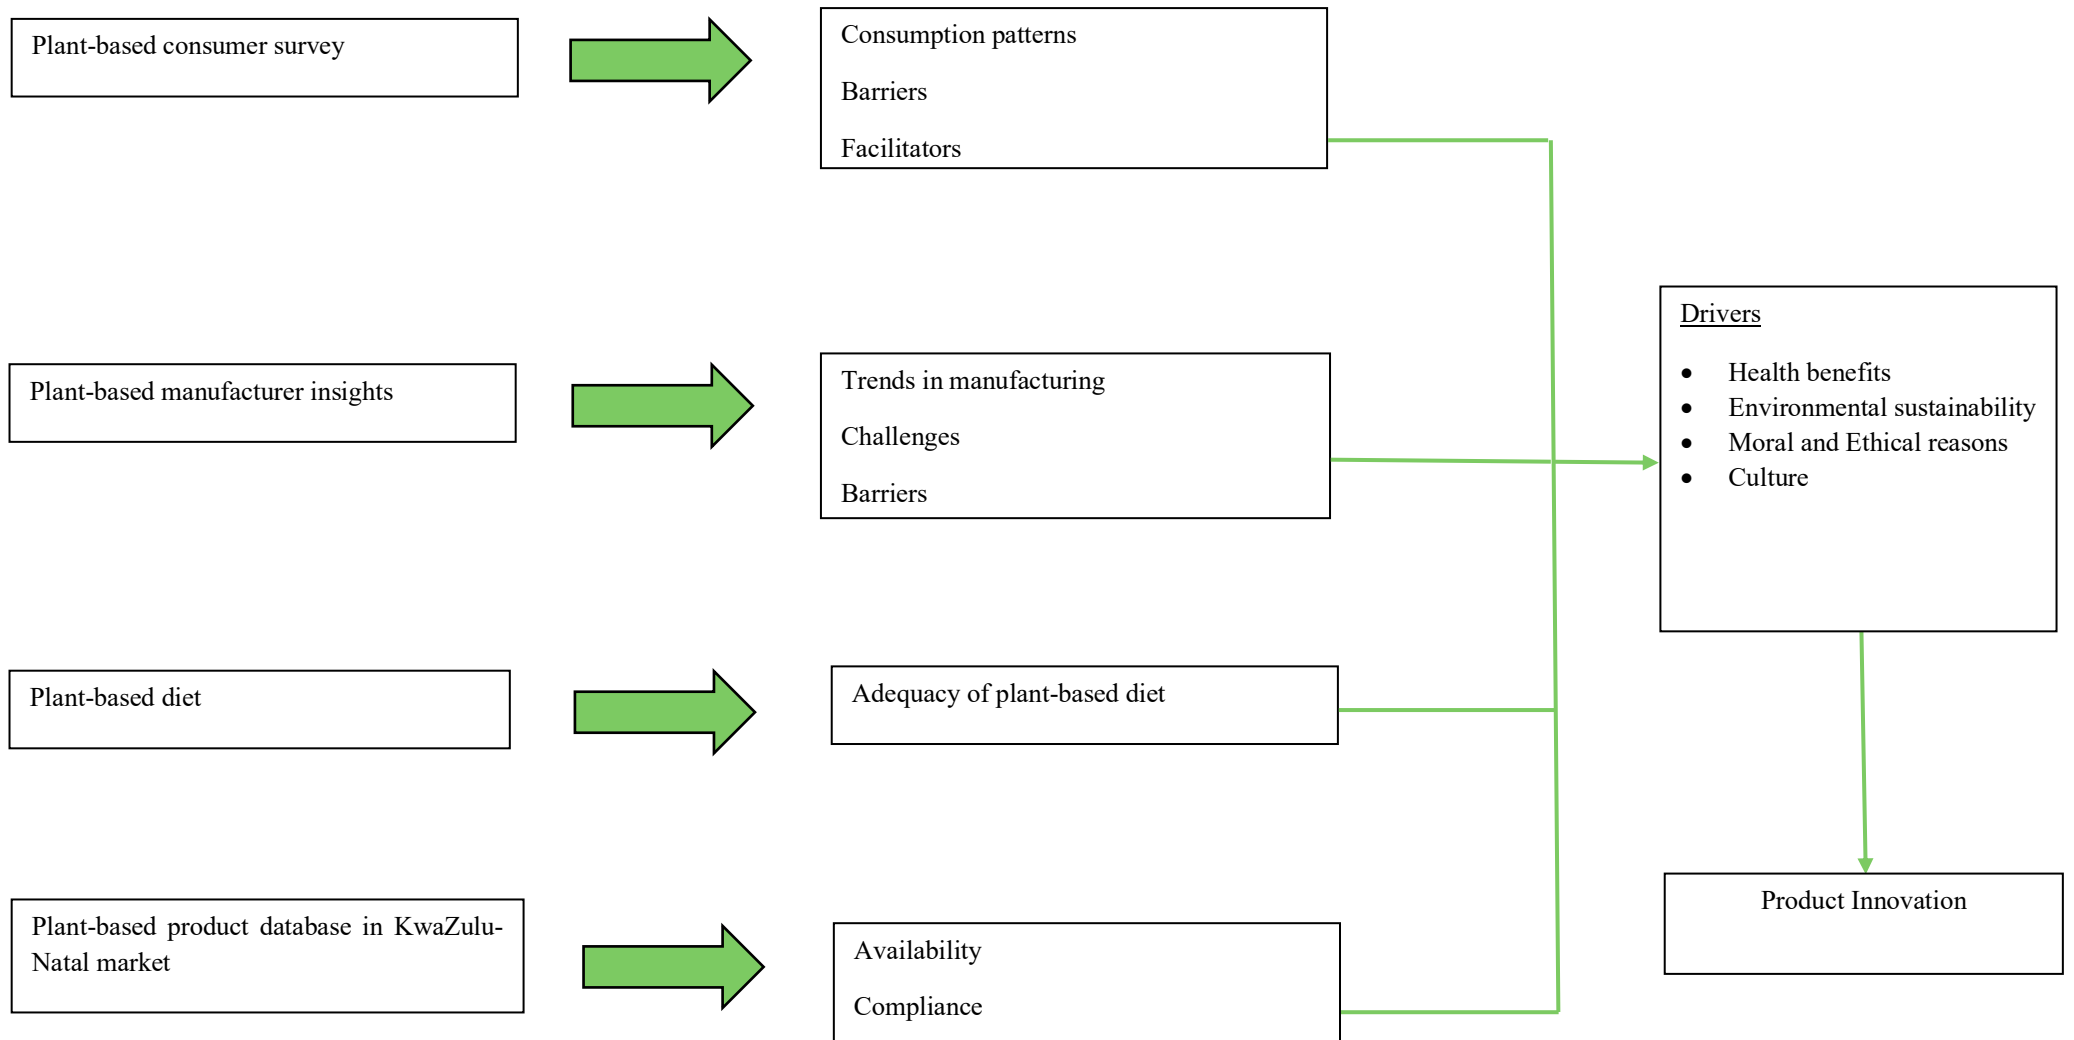 Plant-based consumer survey
Consumption patterns
Barriers
Facilitators
Plant-based manufacturer insights
Trends in manufacturing
Challenges
Barriers
Plant-based diet
Adequacy of plant-based diet
Plant-based product database in KwaZulu-
Natal market
Availability
Compliance
Drivers
• Health benefits
• Environmental sustainability
• Moral and Ethical reasons
• Culture
Product Innovation